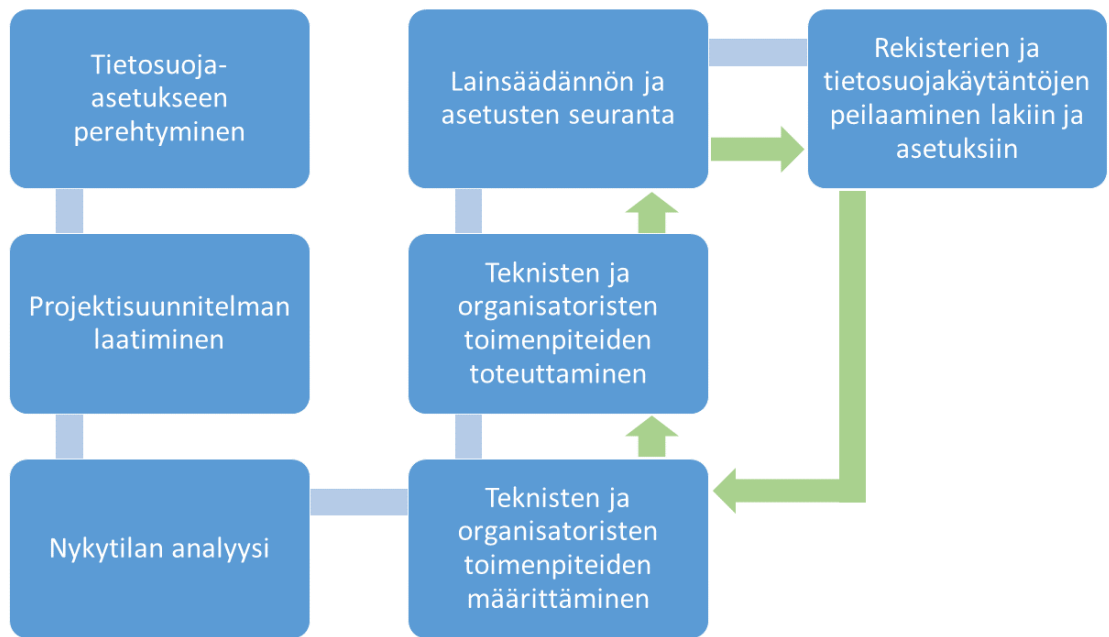 Tietosuoja-
asetukseen
perehtyminen
Projektisuunnitelman
laatiminen
Nykytilan analyysi
Teknisten ja
organisatoristen
toimenpiteiden
määrittäminen
Teknisten ja
organisatoristen
toimenpiteiden
toteuttaminen
Lainsäädännön ja
asetusten seuranta
Rekisterien ja
tietosuojakäytäntöjen
peilaaminen lakiin ja
asetuksiin